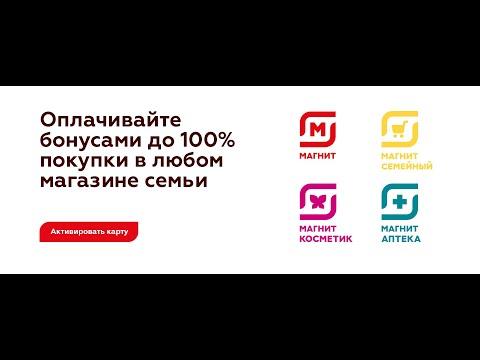 Оплачивайте
бонусами до 100%
покупки в любом
магазине семьи
Активировать карту
М
МАГНИТ
МАГНИТ
СЕМЕЙНЫЙ
МАГНИТ
КОСМЕТИК
МАГНИТ
АПТЕКА